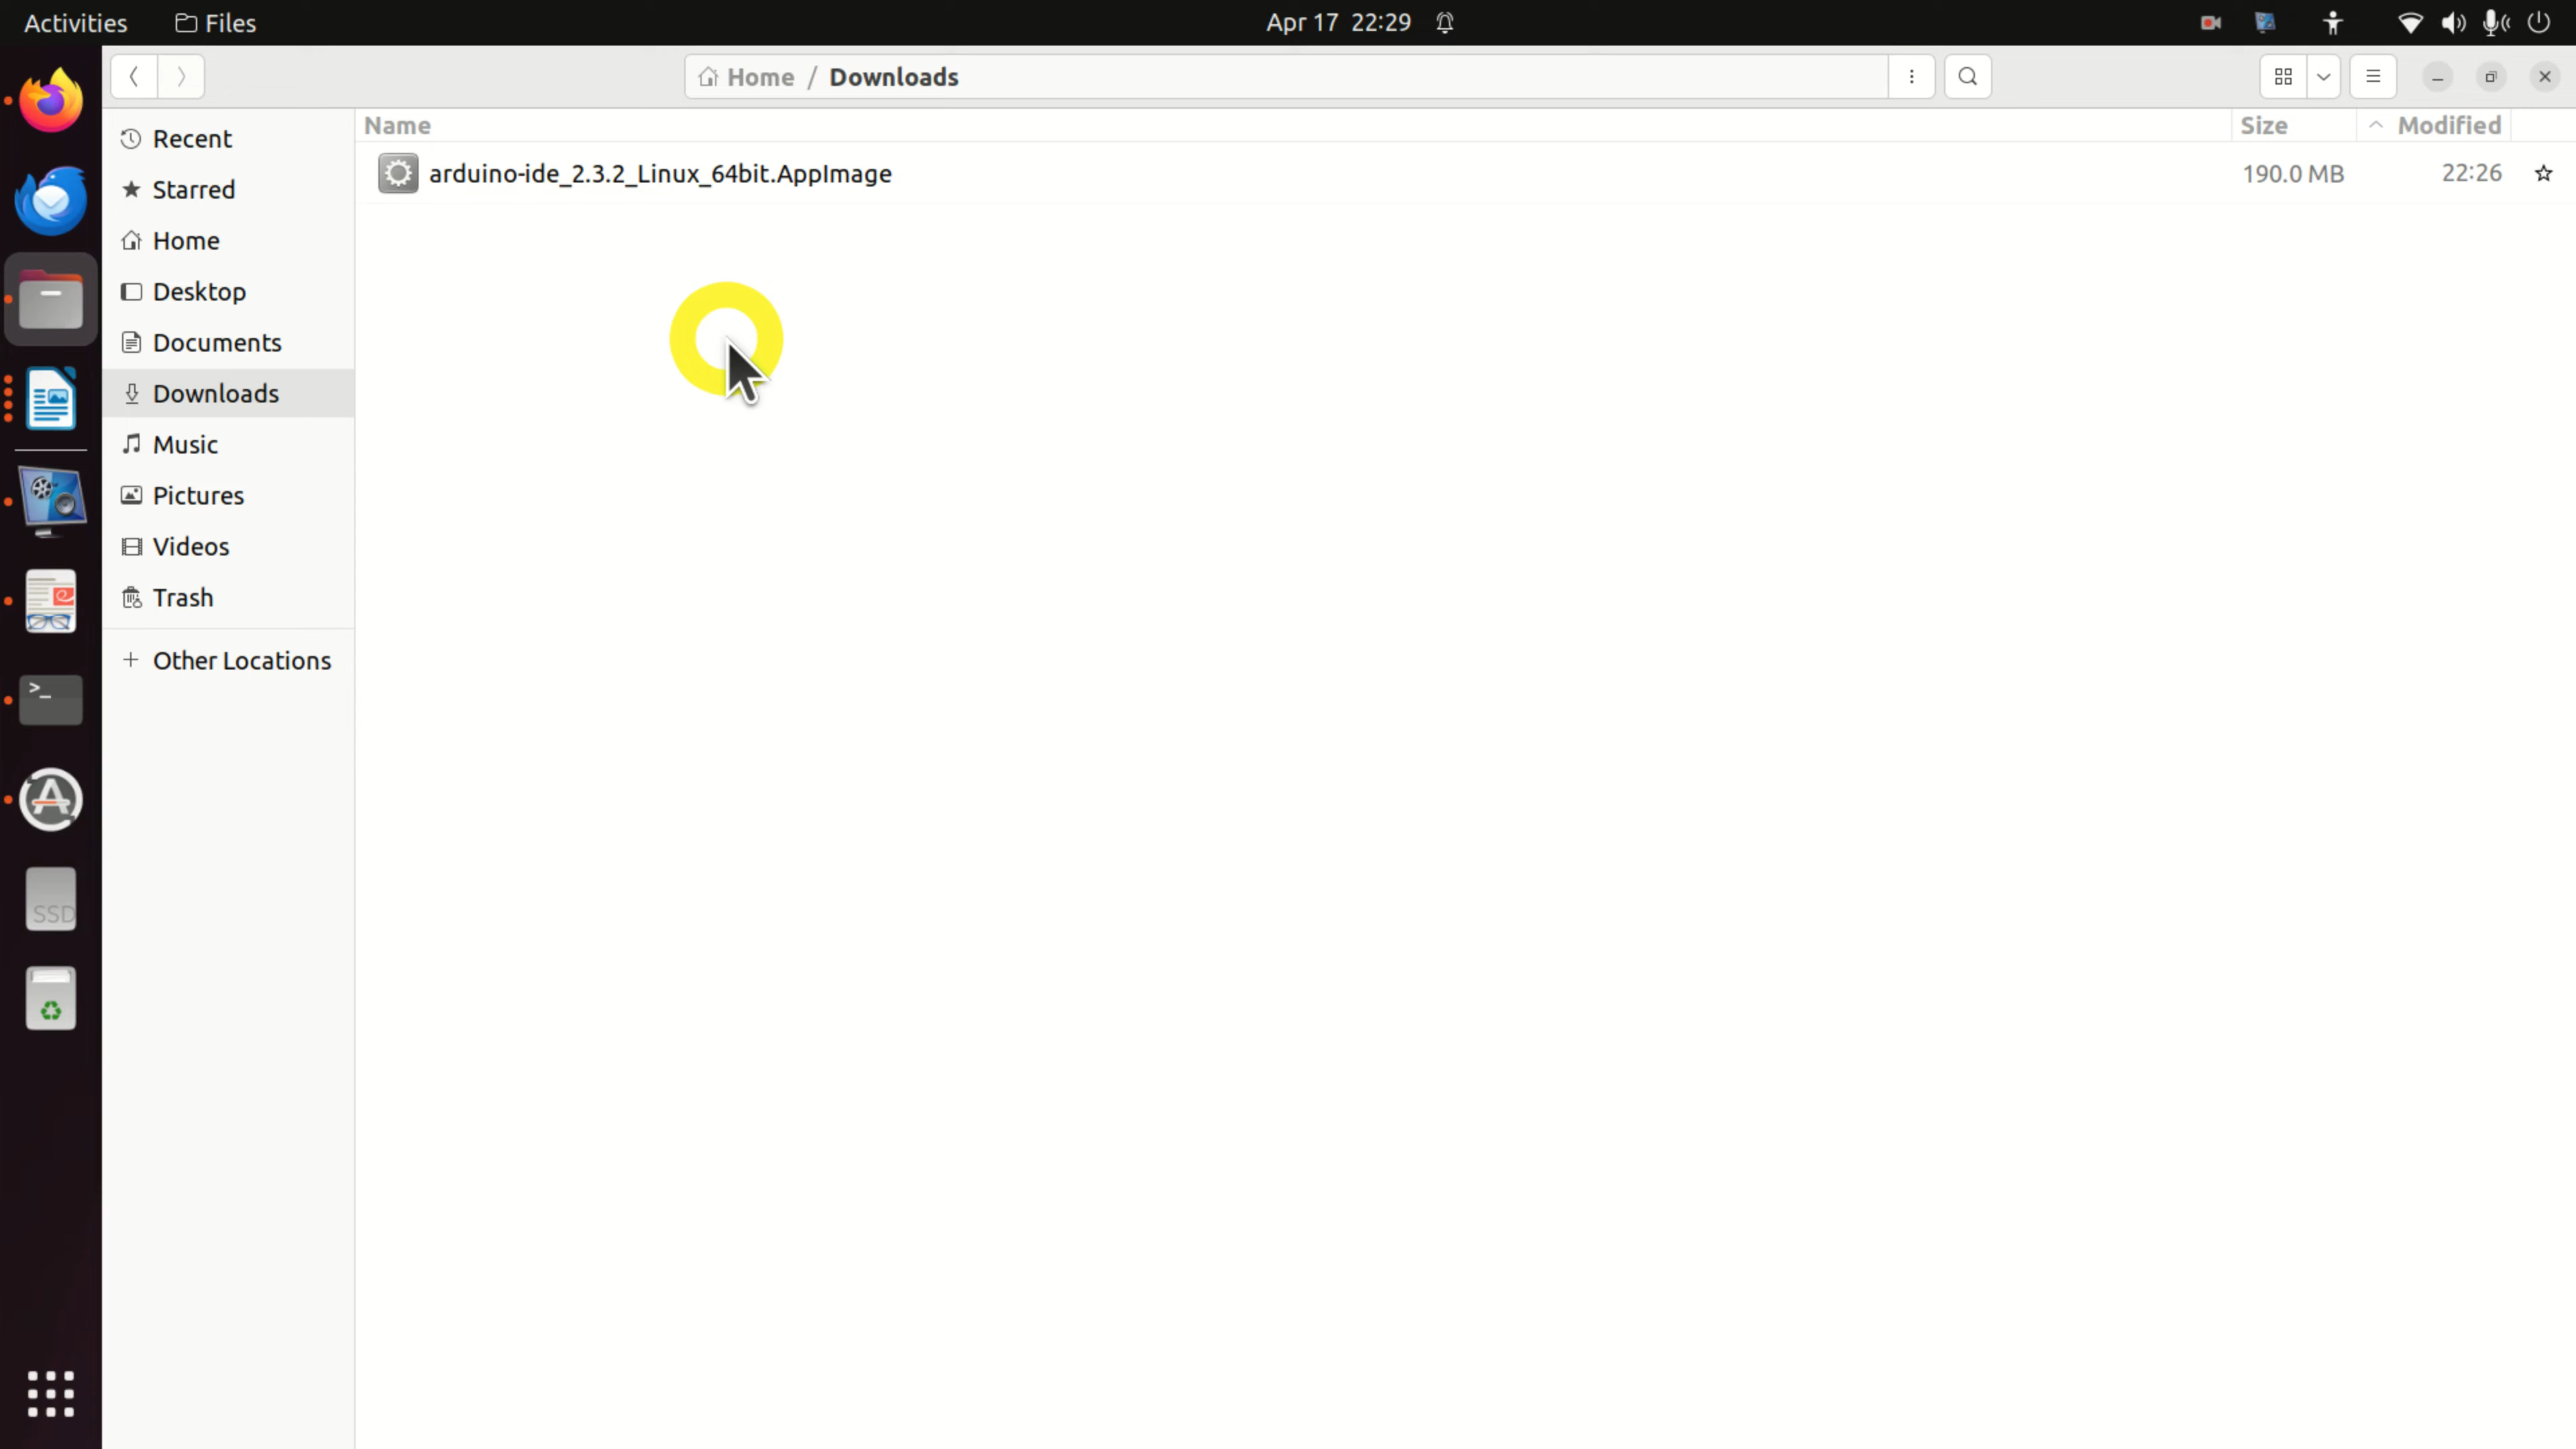 Activities Files Apr 17 22:29
Home / Downloads
Name Size Modified
Recent
arduino-ide_2.3.2_Linux_64bit.AppImage 190.0 MB 22:26
Starred
Home
Desktop
Documents
Downloads
Music
Pictures
Videos
Trash
+ Other Locations
>_
SSD